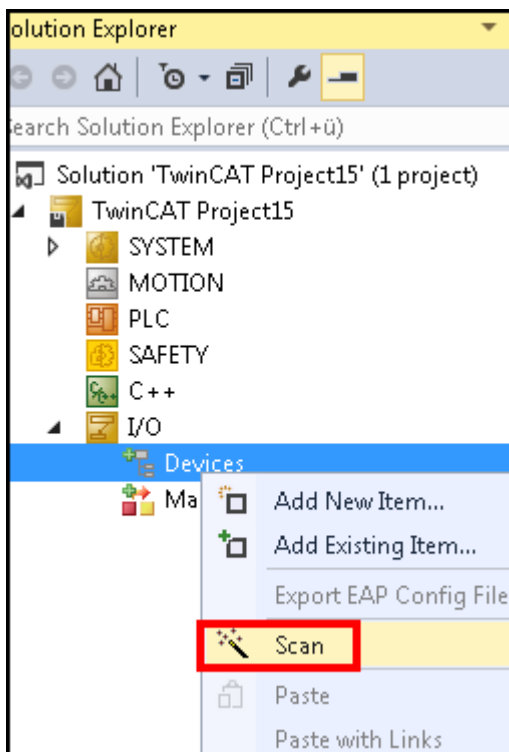 olution Explorer
Search Solution Explorer (Ctrl+ü)
Solution 'TwinCAT Project15' (1 project)
TwinCAT Project15
SYSTEM
MOTION
PLC
SAFETY
C++
I/O
Devices
Ma
Add New Item...
Add Existing Item...
Export EAP Config File
Scan
Paste
Paste with Links